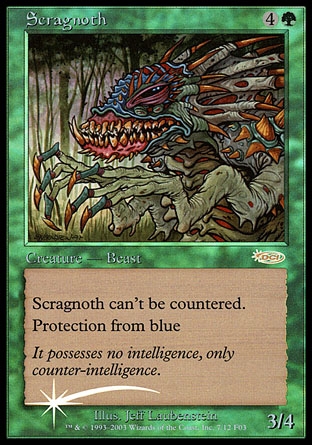 Scragnoth 4
Creature — Beast
DCI
Scragnoth can't be countered.
Protection from blue
It possesses no intelligence, only
counter-intelligence.
Illus. Jeff Laubenstein
™ & © 1993-2003 Wizards of the Coast, Inc. 7/12 F03
3/4